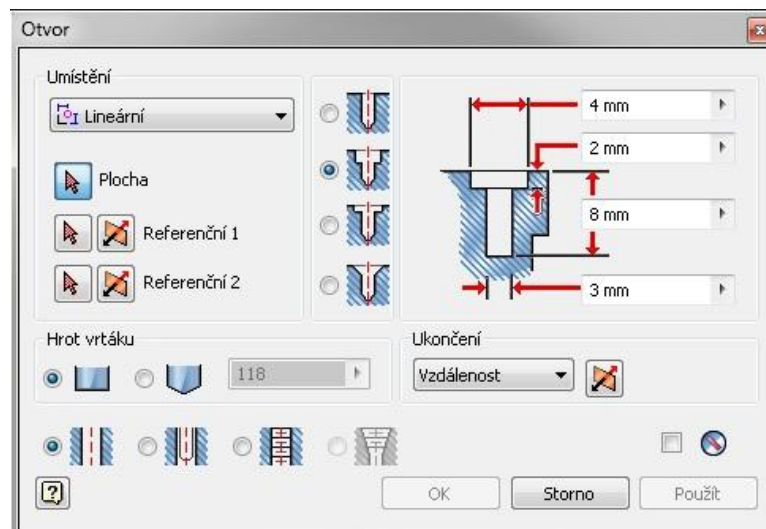 Otvor
Umístění
Lineární
Plocha
Referenční 1
Referenční 2
4 mm
2 mm
8 mm
3 mm
Hrot vrtáku
118
Ukončení
Vzdálenost
OK
Storno
Použít